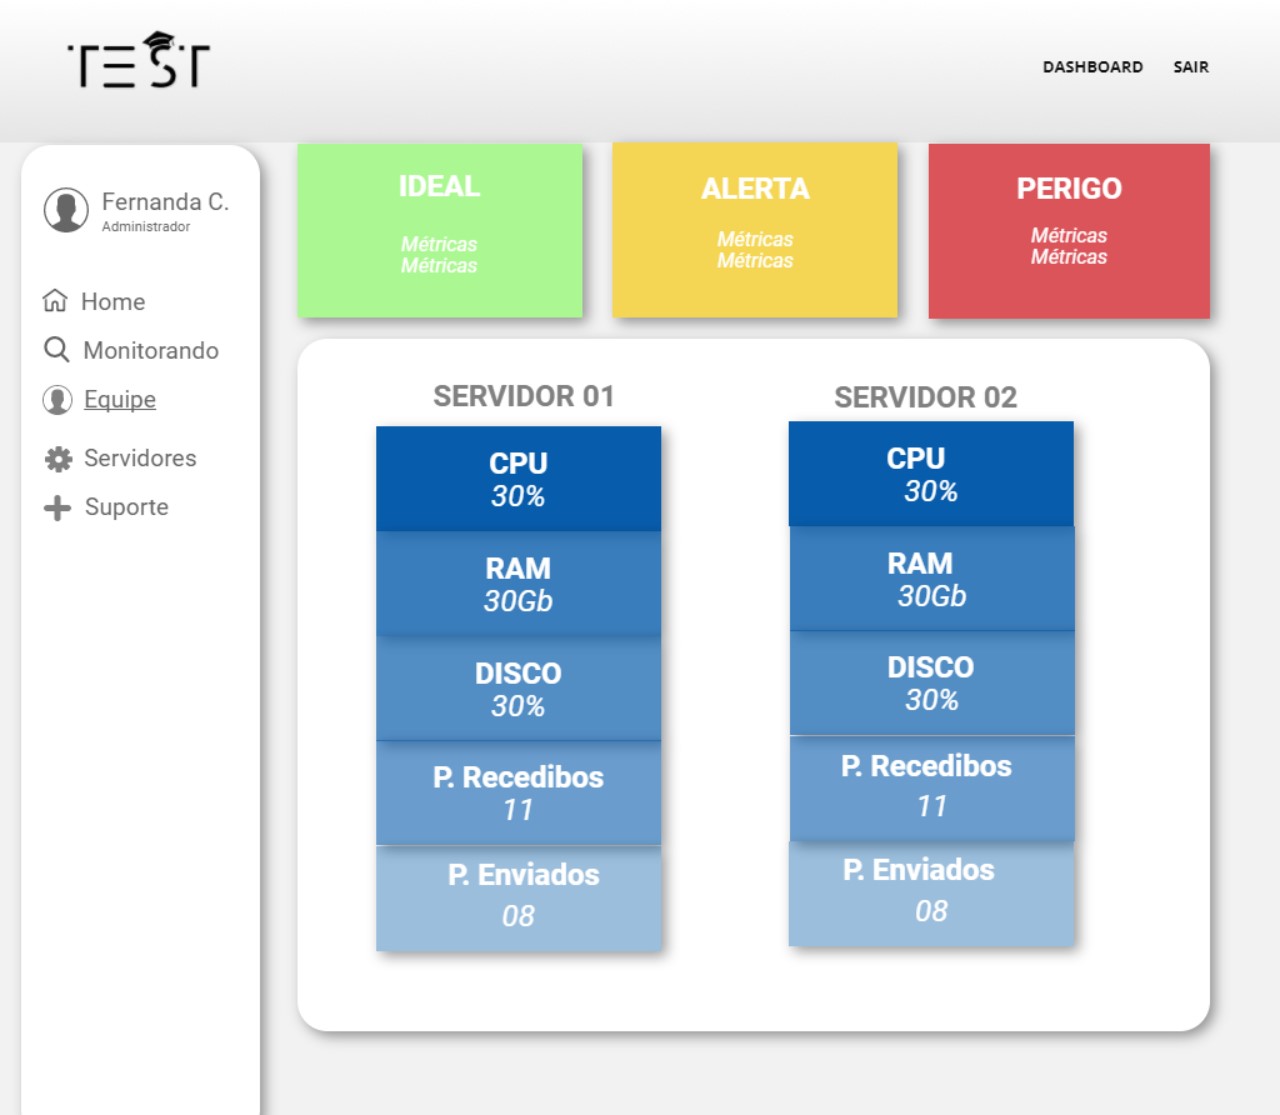 TEST
DASHBOARD SAIR
Fernanda C.
Administrador
Home
Monitorando
Equipe
Servidores
Suporte
IDEAL
Métricas
Métricas
ALERTA
Métricas
Métricas
PERIGO
Métricas
Métricas
SERVIDOR 01
CPU
30%
RAM
30Gb
DISCO
30%
P. Recedibos
11
P. Enviados
08
SERVIDOR 02
CPU
30%
RAM
30Gb
DISCO
30%
P. Recedibos
11
P. Enviados
08